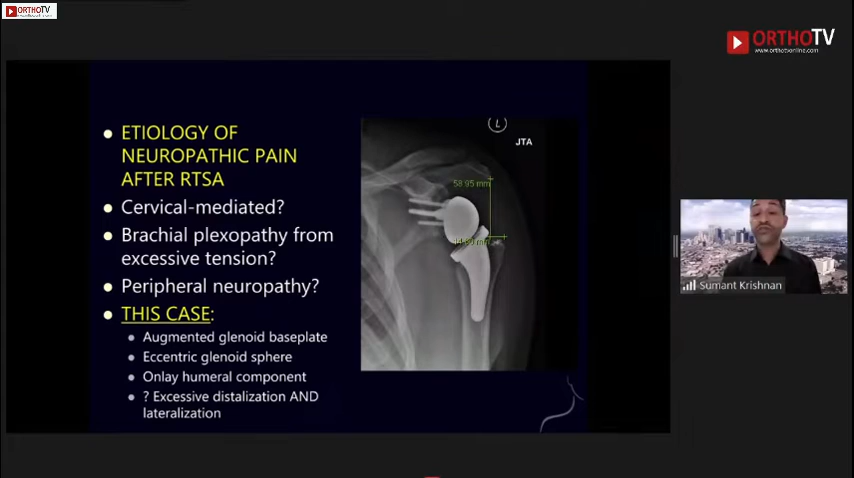 ORTHOTV
www.orthotvonline.com
• ETIOLOGY OF
NEUROPATHIC PAIN
AFTER RTSA
• Cervical-mediated?
• Brachial plexopathy from
excessive tension?
• Peripheral neuropathy?
• THIS CASE:
• Augmented glenoid baseplate
• Eccentric glenoid sphere
• Onlay humeral component
• ? Excessive distalization AND
lateralization
L
JTA
58.95 mm
Sumant Krishnan